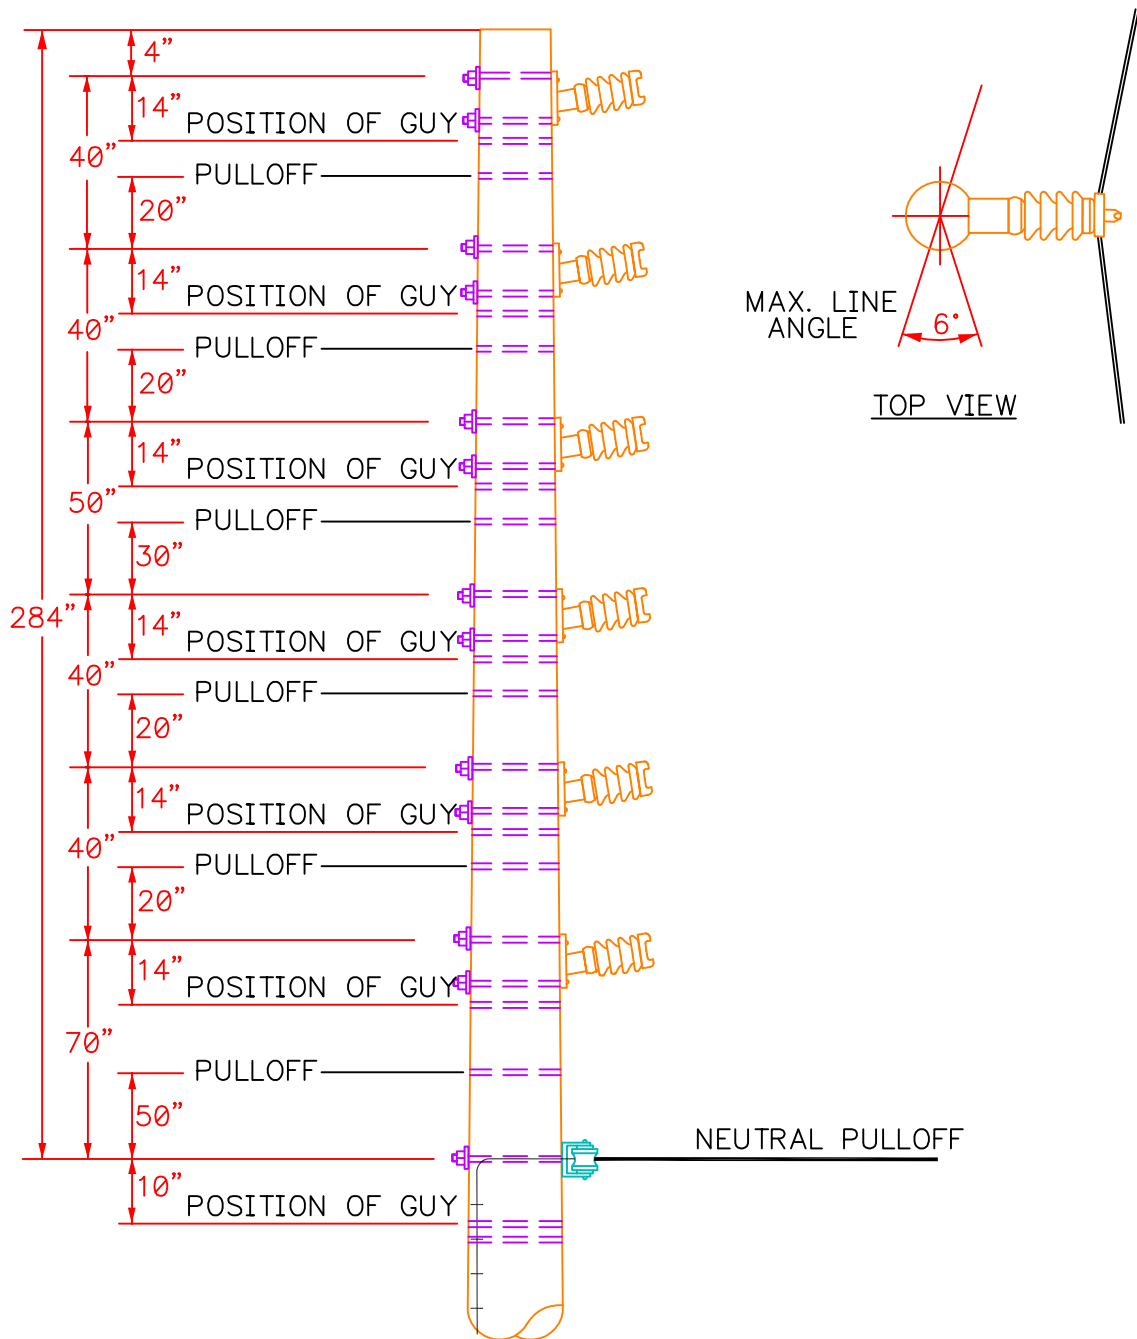 4”
14”
POSITION OF GUY
40”
PULLOFF
20”
14”
POSITION OF GUY
40”
PULLOFF
20”
14”
POSITION OF GUY
50”
PULLOFF
30”
284”
14”
POSITION OF GUY
40”
PULLOFF
20”
14”
POSITION OF GUY
40”
PULLOFF
20”
14”
POSITION OF GUY
70”
PULLOFF
50”
NEUTRAL PULLOFF
10”
POSITION OF GUY
MAX. LINE
ANGLE
6°
TOP VIEW